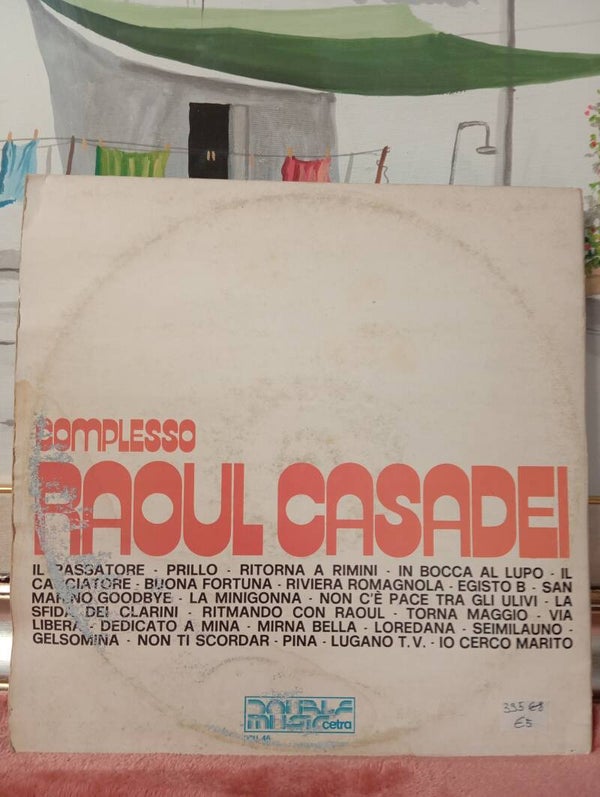 COMPLESSO
RAOUL CASADEI
IL PASSATORE - PRILLO - RITORNA A RIMINI - IN BOCCA AL LUPO - IL
CACCIATORE - BUONA FORTUNA - RIVIERA ROMAGNOLA - EGISTO B - SAN
MARINO GOODBYE - LA MINIGONNA - NON C'È PACE TRA GLI ULIVI - LA
SFIDA DEI CLARINI - RITMANDO CON RAOUL - TORNA MAGGIO - VIA
LIBERA - DEDICATO A MINA - MIRNA BELLA - LOREDANA - SEIMILAUNO -
GELSOMINA - NON TI SCORDAR - PINA - LUGANO T.V. - IO CERCO MARITO
DOUBLE
MUSIC cetra
€5